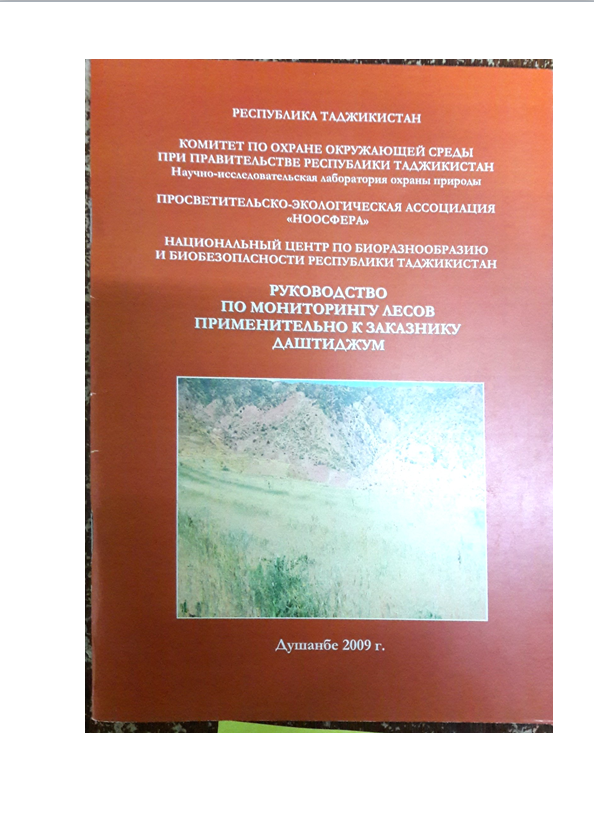 РЕСПУБЛИКА ТАДЖИКИСТАН
КОМИТЕТ ПО ОХРАНЕ ОКРУЖАЮЩЕЙ СРЕДЫ
ПРИ ПРАВИТЕЛЬСТВЕ РЕСПУБЛИКИ ТАДЖИКИСТАН
Научно-исследовательская лаборатория охраны природы
ПРОСВЕТИТЕЛЬСКО-ЭКОЛОГИЧЕСКАЯ АССОЦИАЦИЯ
«НООСФЕРА»
НАЦИОНАЛЬНЫЙ ЦЕНТР ПО БИОРАЗНООБРАЗИЮ
И БИОБЕЗОПАСНОСТИ РЕСПУБЛИКИ ТАДЖИКИСТАН
РУКОВОДСТВО
ПО МОНИТОРИНГУ ЛЕСОВ
ПРИМЕНИТЕЛЬНО К ЗАКАЗНИКУ
ДАШТИДЖУМ
Душанбе 2009 г.